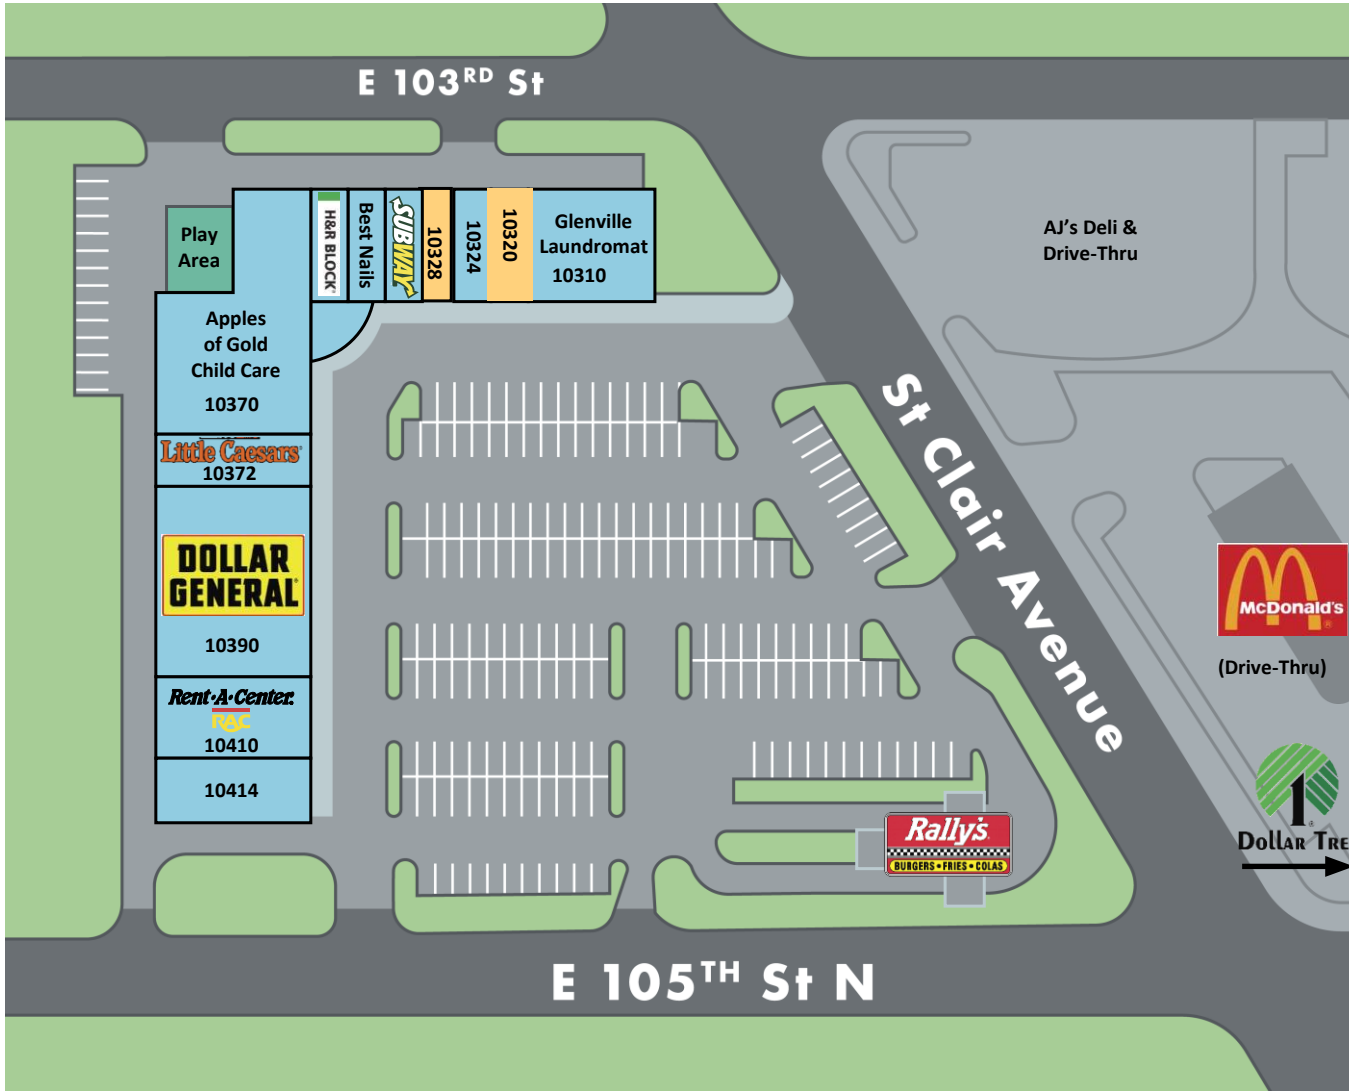 E 103RD St
Play
Area
H&R BLOCK
Best Nails
SUBWAY
10328
10324
10320
Glenville
Laundromat
10310
AJ's Deli &
Drive-Thru
Apples
of Gold
Child Care
10370
Little Caesars
10372
DOLLAR
GENERAL
10390
Rent-A-Center.
RAC
10410
10414
St Clair Avenue
McDonald's
(Drive-Thru)
1
DOLLAR TRE
Rally's
BURGERS • FRIES • COLAS
E 105TH St N